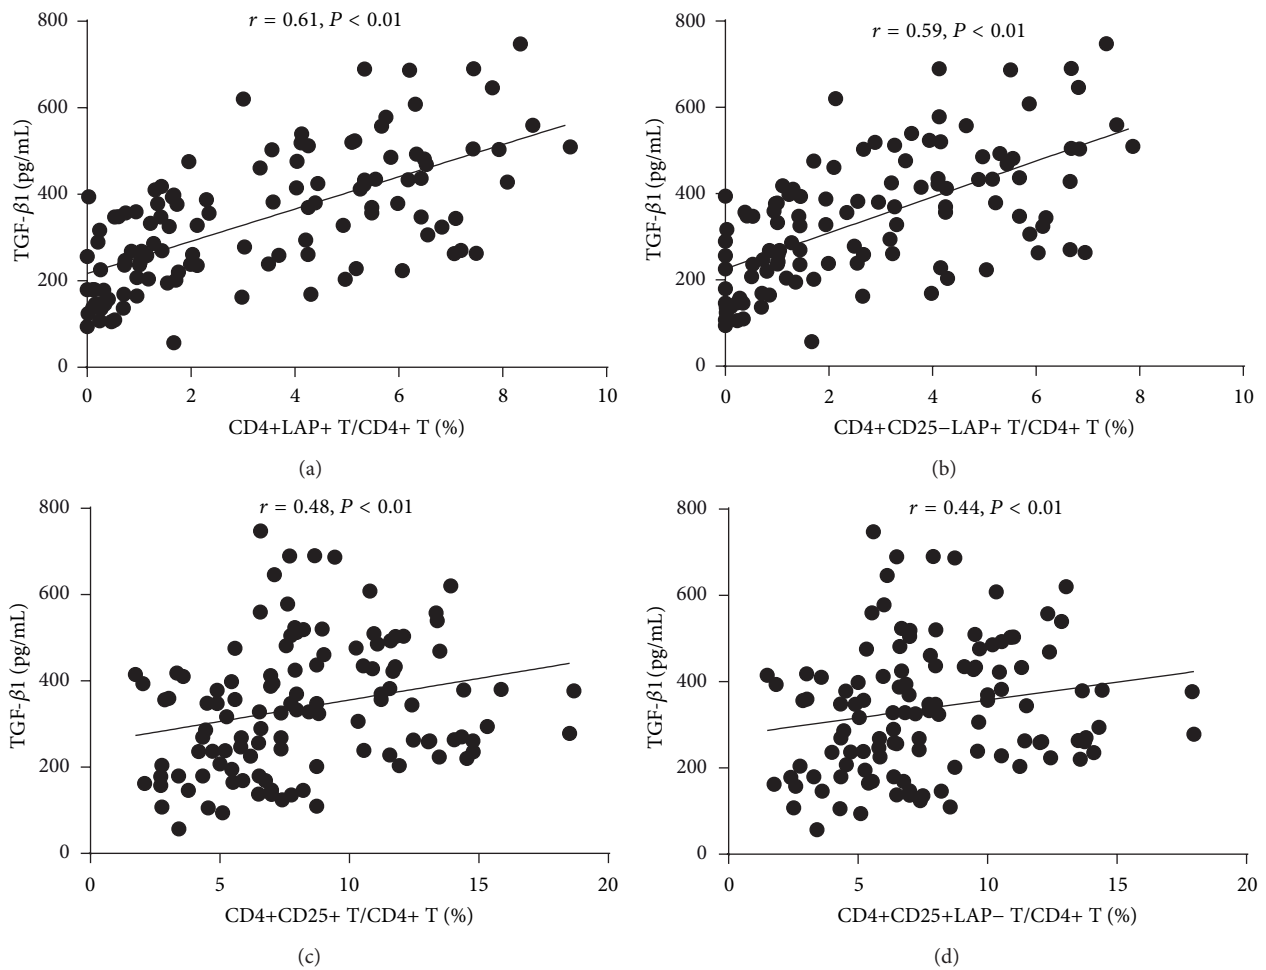 r = 0.61, P < 0.01
800
600
400
200
0
TGF-β1 (pg/mL)
0 2 4 6 8 10
CD4+LAP+ T/CD4+ T (%)
(a)
r = 0.59, P < 0.01
800
600
400
200
0
TGF-β1 (pg/mL)
0 2 4 6 8 10
CD4+CD25−LAP+ T/CD4+ T (%)
(b)
r = 0.48, P < 0.01
800
600
400
200
0
TGF-β1 (pg/mL)
0 5 10 15 20
CD4+CD25+ T/CD4+ T (%)
(c)
r = 0.44, P < 0.01
800
600
400
200
0
TGF-β1 (pg/mL)
0 5 10 15 20
CD4+CD25+LAP− T/CD4+ T (%)
(d)